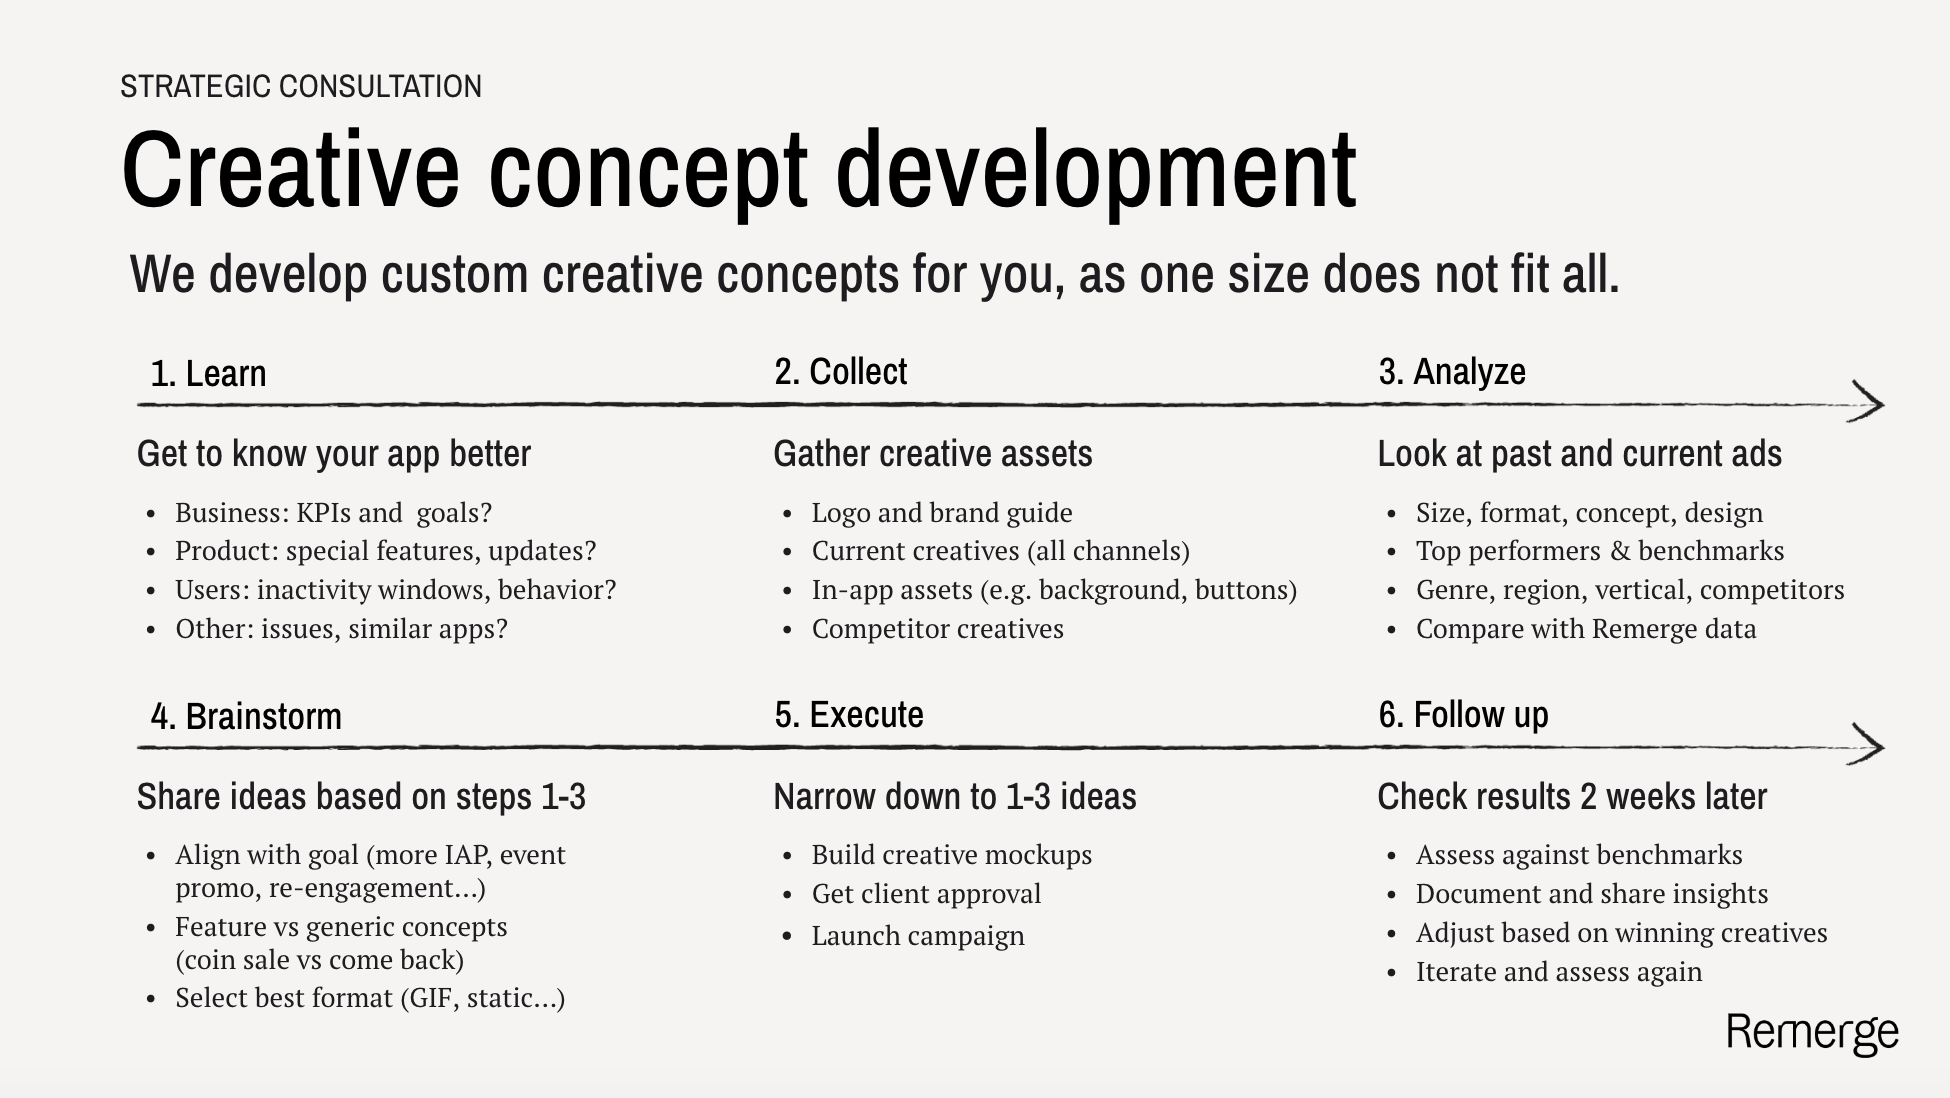 STRATEGIC CONSULTATION
Creative concept development
We develop custom creative concepts for you, as one size does not fit all.
1. Learn
Get to know your app better
• Business: KPIs and  goals?
• Product: special features, updates?
• Users: inactivity windows, behavior?
• Other: issues, similar apps?
2. Collect
Gather creative assets
• Logo and brand guide
• Current creatives (all channels)
• In-app assets (e.g. background, buttons)
• Competitor creatives
3. Analyze
Look at past and current ads
• Size, format, concept, design
• Top performers & benchmarks
• Genre, region, vertical, competitors
• Compare with Remerge data
4. Brainstorm
Share ideas based on steps 1-3
• Align with goal (more IAP, event
promo, re-engagement...)
• Feature vs generic concepts
(coin sale vs come back)
• Select best format (GIF, static...)
5. Execute
Narrow down to 1-3 ideas
• Build creative mockups
• Get client approval
• Launch campaign
6. Follow up
Check results 2 weeks later
• Assess against benchmarks
• Document and share insights
• Adjust based on winning creatives
• Iterate and assess again
Remerge